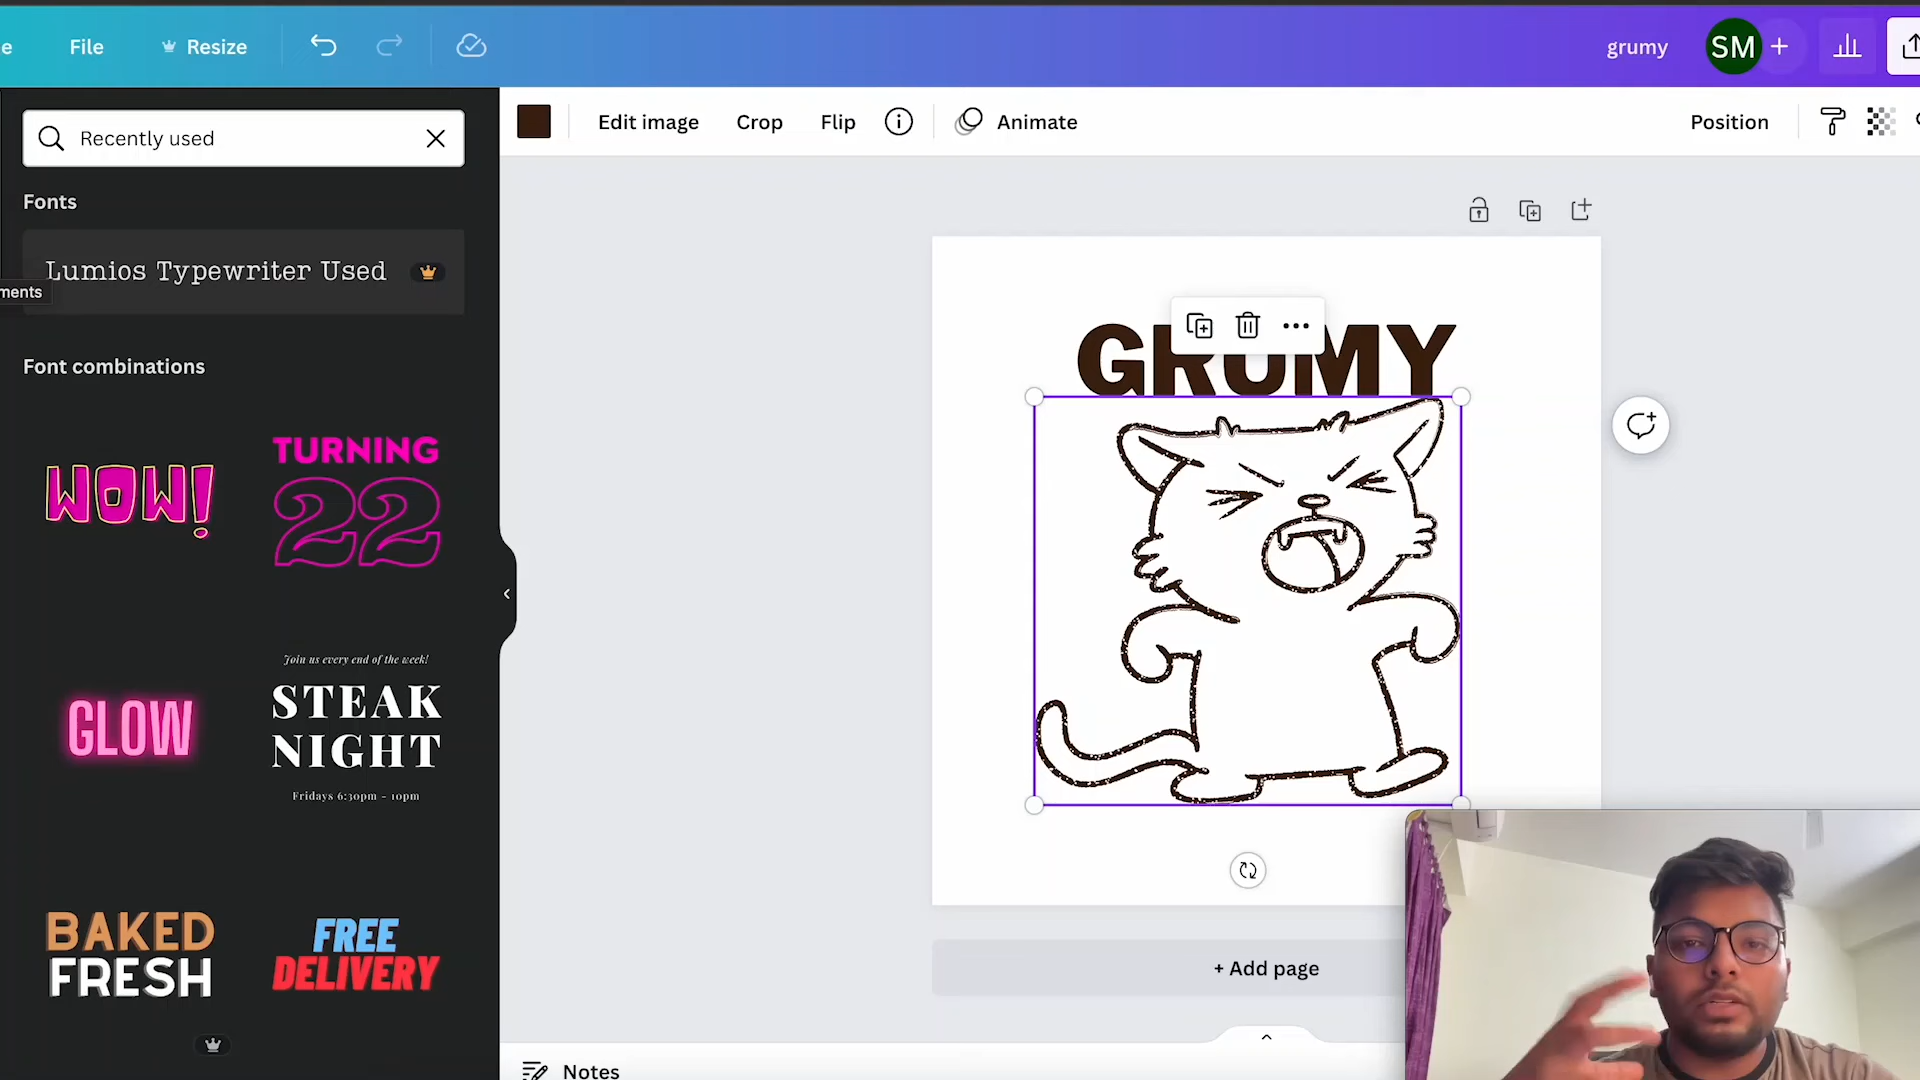 e File Resize grumy SM +
Recently used
Edit image Crop Flip Animate Position
Fonts
Lumios Typewriter Used
ments
Font combinations
WOW!
TURNING
22
GLOW
Join us every end of the week!
STEAK
NIGHT
Fridays 6:30pm - 10pm
BAKED
FRESH
FREE
DELIVERY
GRUMY
+ Add page
Notes